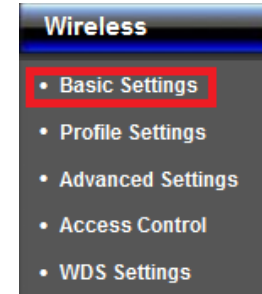 Wireless
• Basic Settings
• Profile Settings
• Advanced Settings
• Access Control
• WDS Settings